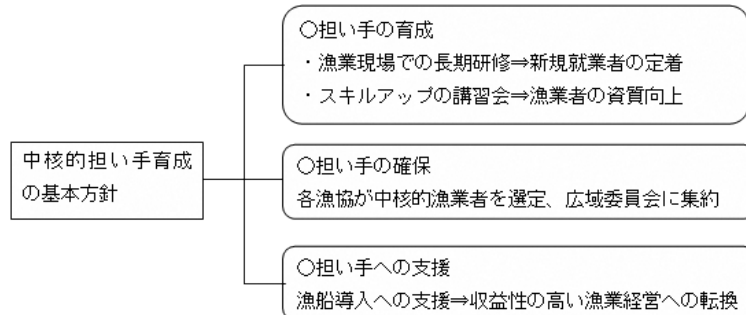 中核的担い手育成
の基本方針
○担い手の育成
・漁業現場での長期研修⇒新規就業者の定着
・スキルアップの講習会⇒漁業者の資質向上
○担い手の確保
各漁協が中核的漁業者を選定、広域委員会に集約
○担い手への支援
漁船導入への支援⇒収益性の高い漁業経営への転換